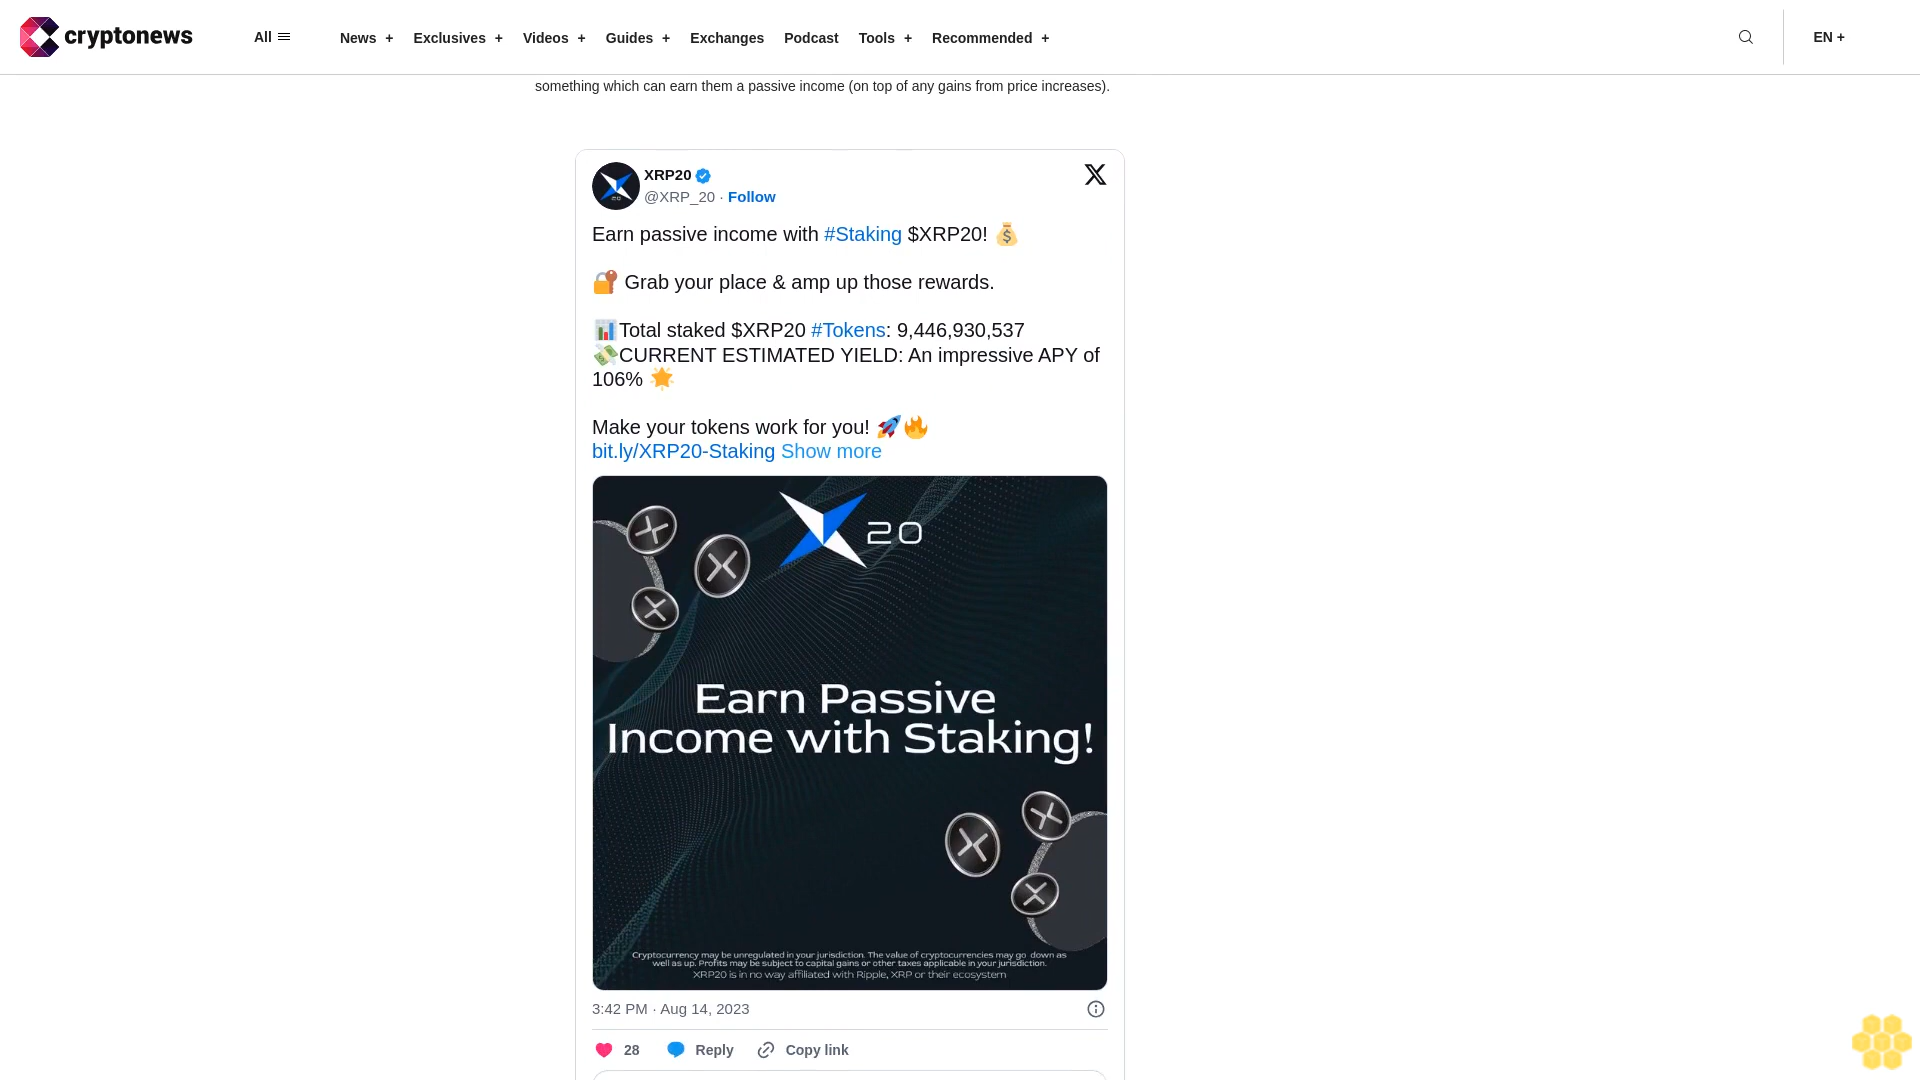 cryptonews
All
News +
Exclusives +
Videos +
Guides +
Exchanges
Podcast
Tools +
Recommended +
EN +
something which can earn them a passive income (on top of any gains from price increases).
XRP20
@XRP_20 · Follow
Earn passive income with #Staking $XRP20! 💰
🔐 Grab your place & amp up those rewards.
📊Total staked $XRP20 #Tokens: 9,446,930,537
💸CURRENT ESTIMATED YIELD: An impressive APY of
106% 🌟
Make your tokens work for you! 🚀🔥
bit.ly/XRP20-Staking Show more
20
Earn Passive
Income with Staking!
Cryptocurrency may be unregulated in your jurisdiction. The value of cryptocurrencies may go down as
well as up. Profits may be subject to capital gains or other taxes applicable in your jurisdiction.
XRP20 is in no way affiliated with Ripple, XRP or their ecosystem
3:42 PM · Aug 14, 2023
28
Reply
Copy link